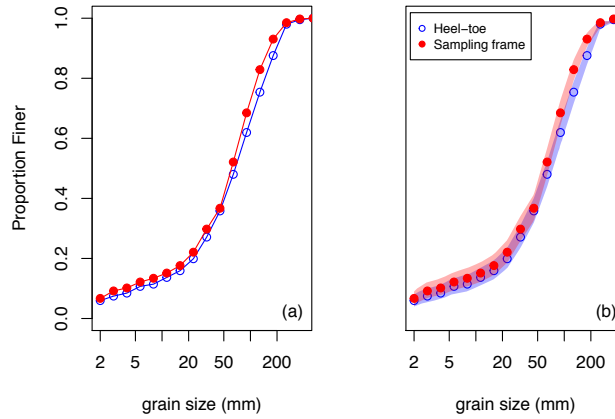 Proportion Finer
1.0
0.8
0.6
0.4
0.2
0.0
(a)
2 5 20 50 200
grain size (mm)
Heel−toe
Sampling frame
(b)
2 5 20 50 200
grain size (mm)